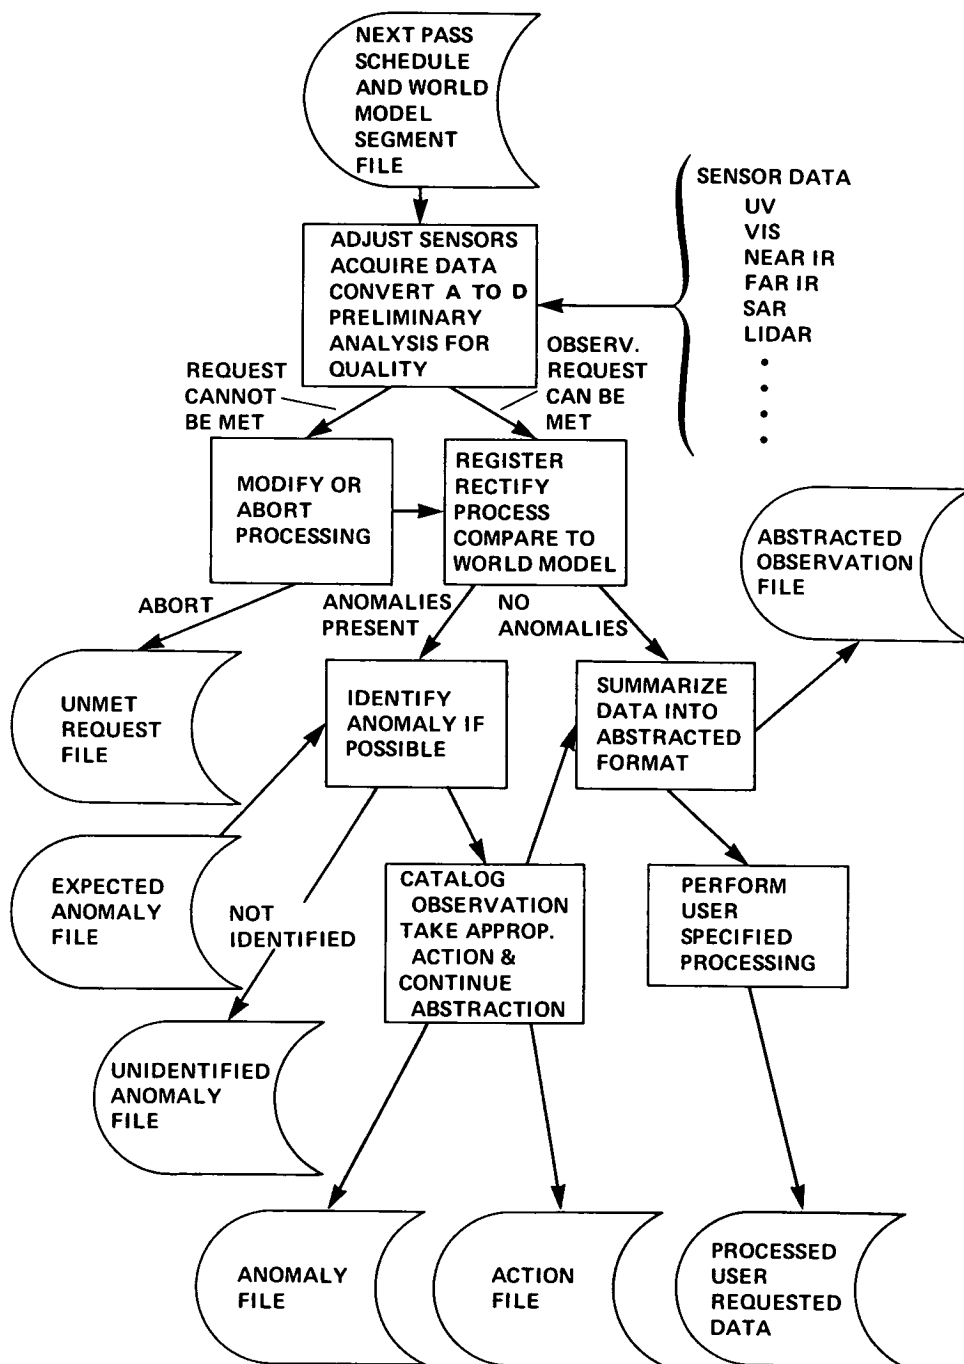 NEXT PASS
SCHEDULE
AND WORLD
MODEL
SEGMENT
FILE
SENSOR DATA
UV
VIS
NEAR IR
FAR IR
SAR
LIDAR
ADJUST SENSORS
ACQUIRE DATA
CONVERT A TO D
PRELIMINARY
ANALYSIS FOR
QUALITY
REQUEST
CANNOT
BE MET
OBSERV.
REQUEST
CAN BE
MET
MODIFY OR
ABORT
PROCESSING
REGISTER
RECTIFY
PROCESS
COMPARE TO
WORLD MODEL
ABSTRACTED
OBSERVATION
FILE
ABORT
ANOMALIES
PRESENT
NO
ANOMALIES
UNMET
REQUEST
FILE
IDENTIFY
ANOMALY IF
POSSIBLE
SUMMARIZE
DATA INTO
ABSTRACTED
FORMAT
EXPECTED
ANOMALY
FILE
NOT
IDENTIFIED
CATALOG
OBSERVATION
TAKE APPROP.
ACTION &
CONTINUE
ABSTRACTION
PERFORM
USER
SPECIFIED
PROCESSING
UNIDENTIFIED
ANOMALY
FILE
ANOMALY
FILE
ACTION
FILE
PROCESSED
USER
REQUESTED
DATA